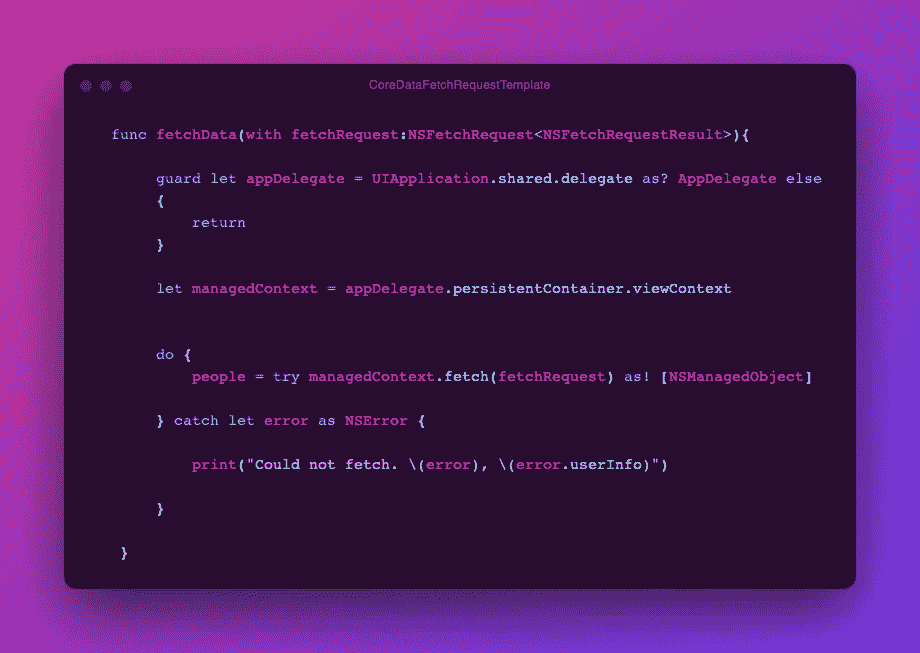 CoreDataFetchRequestTemplate
func fetchData(with fetchRequest:NSFetchRequest<NSFetchRequestResult>){
guard let appDelegate = UIApplication.shared.delegate as? AppDelegate else
{
return
}
let managedContext = appDelegate.persistentContainer.viewContext
do {
people = try managedContext.fetch(fetchRequest) as! [NSManagedObject]
} catch let error as NSError {
print("Could not fetch. \(error), \(error.userInfo)")
}
}